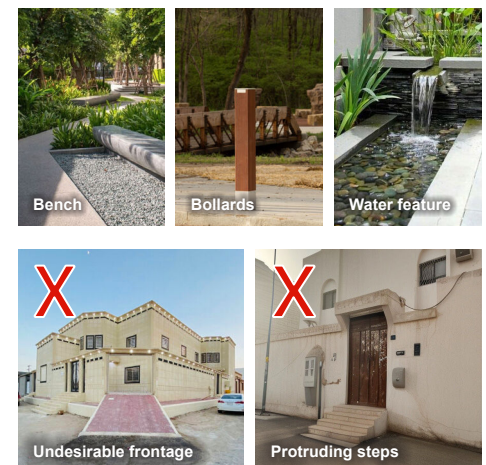 Bench
Bollards
Water feature
X
X
Undesirable frontage
Protruding steps